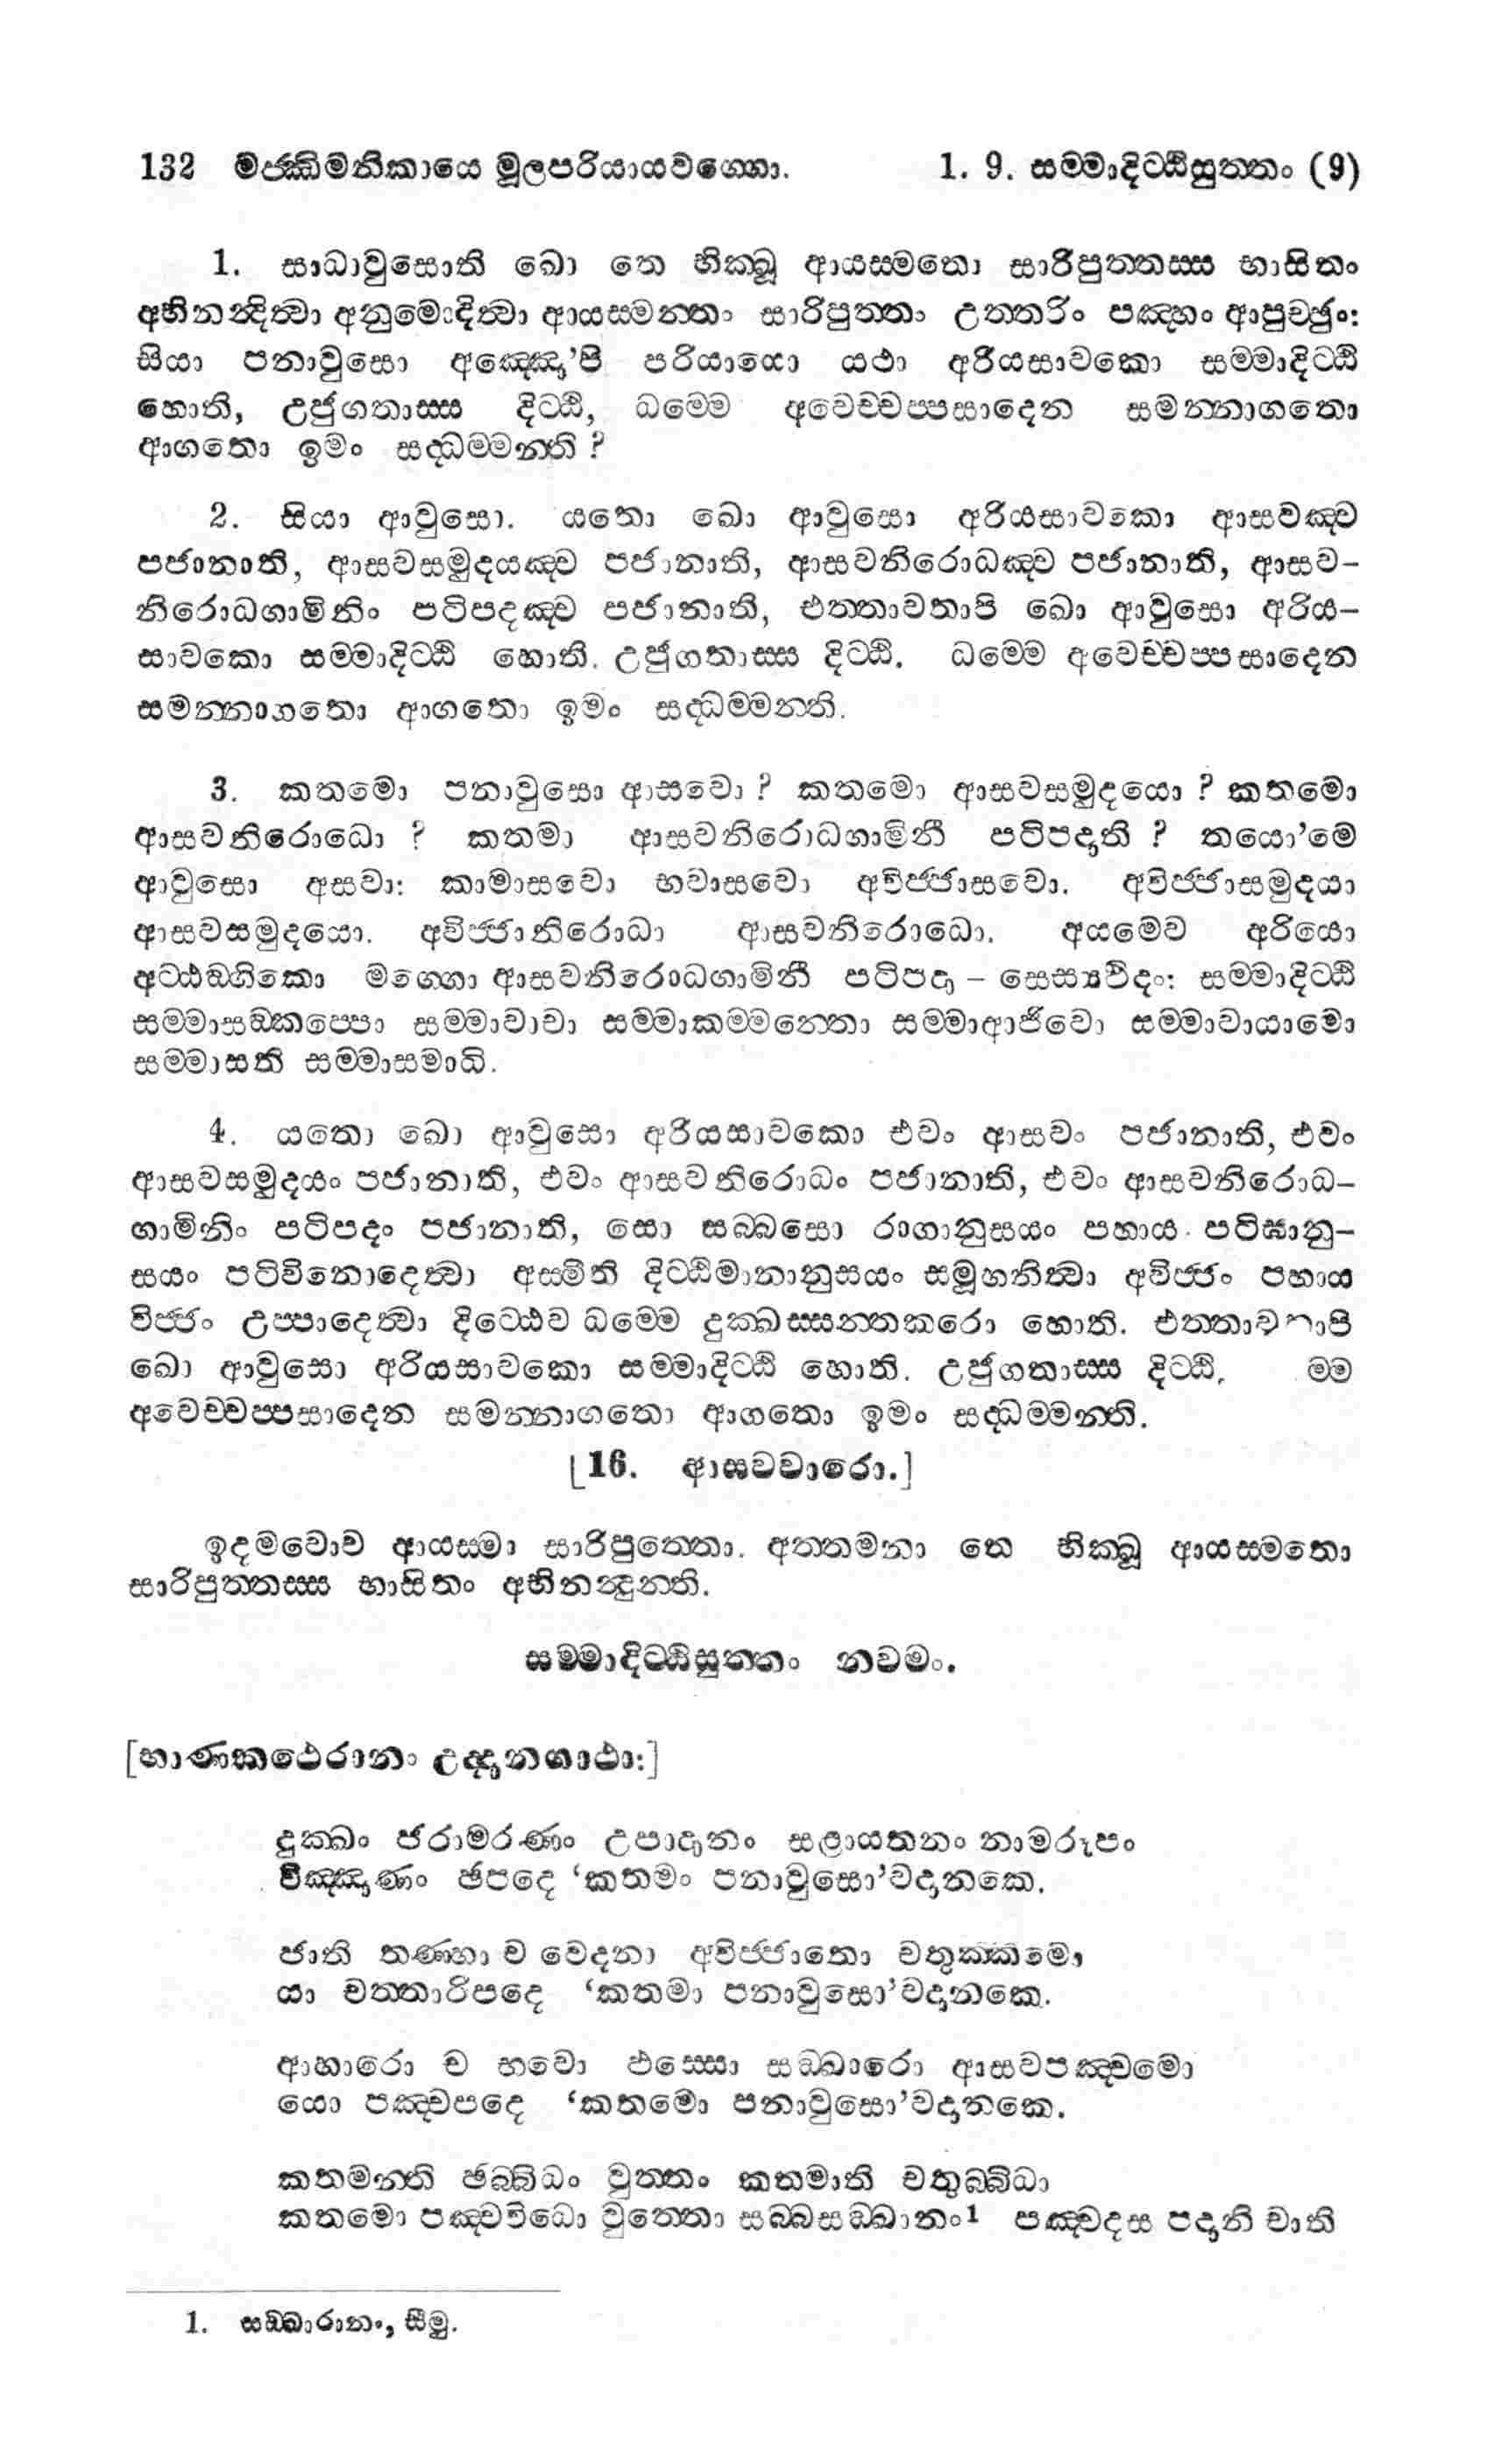 132 මජ්ඣිමනිකායෙ මූලපරියායවග්ගො. 1. 9. සම්මාදිට්ඨිසුත්තං (9)
1. සාධාවුසොති ඛො තෙ භික්ඛූ ආයස්මතො සාරිපුත්තස්ස භාසිතං
අභිනන්දිත්වා අනුමොදිත්වා ආයස්මන්තං සාරිපුත්තං උත්තරිං පඤ්හං ආපුච්ඡුං:
සියා පනාවුසො අඤ්ඤො'පි පරියායො යථා අරියසාවකො සම්මාදිට්ඨි
හොති, උජුගතාස්ස දිට්ඨි, ධම්මෙ අවෙච්චප්පසාදෙන සමන්නාගතො
ආගතො ඉමං සද්ධම්මන්ති ?
2. සියා ආවුසො. යතො ඛො ආවුසො අරියසාවකො ආසවඤ්ච
පජානාති, ආසවසමුදයඤ්ච පජානාති, ආසවනිරොධඤ්ච පජානාති, ආසව-
නිරොධගාමිනිං පටිපදඤ්ච පජානාති, එත්තාවතාපි ඛො ආවුසො අරිය-
සාවකො සම්මාදිට්ඨි හොති. උජුගතාස්ස දිට්ඨි. ධම්මෙ අවෙච්චප්පසාදෙන
සමන්නාගතො ආගතො ඉමං සද්ධම්මන්ති.
3. කතමො පනාවුසො ආසවො ? කතමො ආසවසමුදයො ? කතමො
ආසවනිරොධො ? කතමා ආසවනිරොධගාමිනී පටිපදාති ? තයො'මෙ
ආවුසො අසවා: කාමාසවො භවාසවො අවිජ්ජාසවො. අවිජ්ජාසමුදයා
ආසවසමුදයො. අවිජ්ජානිරොධා ආසවනිරොධො. අයමෙව අරියො
අට්ඨඞ්ගිකො මග්ගො ආසවනිරොධගාමිනී පටිපදා – සෙය්‍යථිදං: සම්මාදිට්ඨි
සම්මාසඞ්කප්පො සම්මාවාචා සම්මාකම්මන්තො සම්මාආජීවො සම්මාවායාමො
සම්මාසති සම්මාසමාධි.
4. යතො ඛො ආවුසො අරියසාවකො එවං ආසවං පජානාති, එවං
ආසවසමුදයං පජානාති, එවං ආසවනිරොධං පජානාති, එවං ආසවනිරොධ-
ගාමිනිං පටිපදං පජානාති, සො සබ්බසො රාගානුසයං පහාය පටිඝානු-
සයං පටිවිනොදෙත්වා අස්මීති දිට්ඨිමානානුසයං සමූහනිත්වා අවිජ්ජං පහාය
විජ්ජං උප්පාදෙත්වා දිට්ඨෙව ධම්මෙ දුක්ඛස්සන්තකරො හොති. එත්තාවතාපි
ඛො ආවුසො අරියසාවකො සම්මාදිට්ඨි හොති. උජුගතාස්ස දිට්ඨි, මම
අවෙච්චප්පසාදෙන සමන්නාගතො ආගතො ඉමං සද්ධම්මන්ති.
[16. ආසවවාරො.]
ඉදමවොච ආයස්මා සාරිපුත්තො. අත්තමනා තෙ භික්ඛූ ආයස්මතො
සාරිපුත්තස්ස භාසිතං අභිනන්දුන්ති.
සම්මාදිට්ඨිසුත්තං නවමං.
[භාණකථෙරානං උද්දානගාථා:]
දුක්ඛං ජරාමරණං උපාදානං සළායතනං නාමරූපං
විඤ්ඤාණං ඡපදෙ ‘කතමං පනාවුසො’වදානකෙ.
ජාති තණ්හා ච වෙදනා අවිජ්ජාතො චතුක්කමො
යා චත්තාරිපදෙ ‘කතමා පනාවුසො’වදානකෙ.
ආහාරො ච භවො ඵස්සො සඞ්ඛාරො ආසවපඤ්චමො
යො පඤ්චපදෙ ‘කතමො පනාවුසො’වදානකෙ.
කතමන්ති ඡබ්බිධං වුත්තං කතමාති චතුබ්බිධා
කතමො පඤ්චවිධො වුත්තො සබ්බසඞ්ඛානං¹ පඤ්චදස පදානි චාති
1. සඞ්ඛාරානං, සීමු.